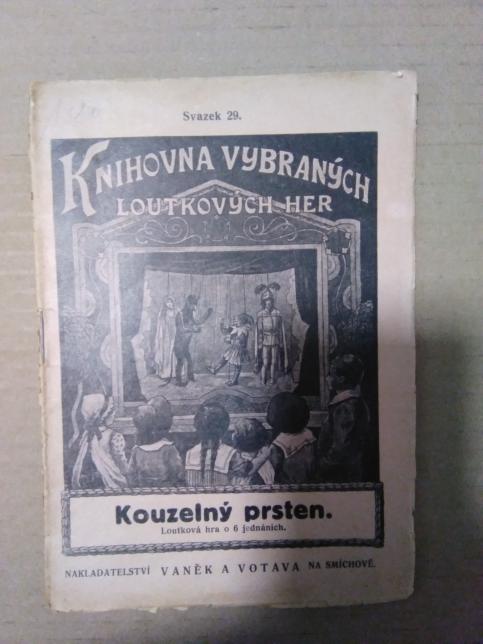 Svazek 29.
KNIHOVNA VYBRANÝCH
LOUTKOVÝCH HER
Kouzelný prsten.
Loutková hra o 6 jednáních.
NAKLADATELSTVÍ VANĚK A VOTAVA NA SMÍCHOVĚ.